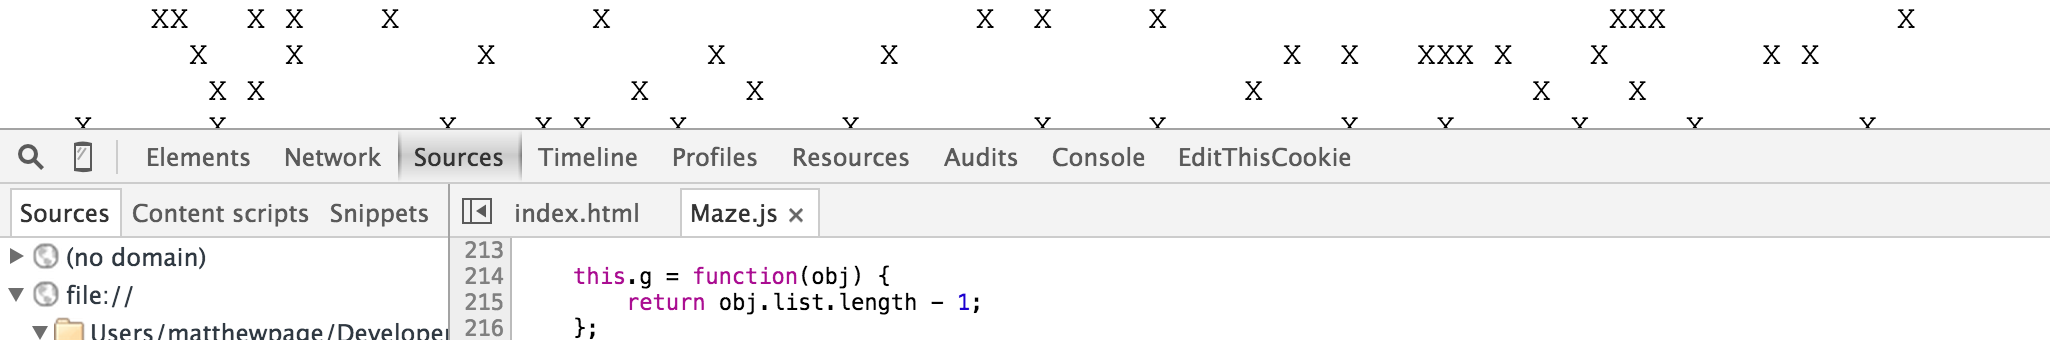 XX X X X X X X X XXX X
X X X X X X X XXX X X X X
X X X X X X X
X X X X X X X X X X X X X X
Elements Network Sources Timeline Profiles Resources Audits Console EditThisCookie
Sources Content scripts Snippets index.html Maze.js ×
(no domain)
file://
Users/matthewpage/Developer
213
214 this.g = function(obj) {
215 return obj.list.length - 1;
216 };